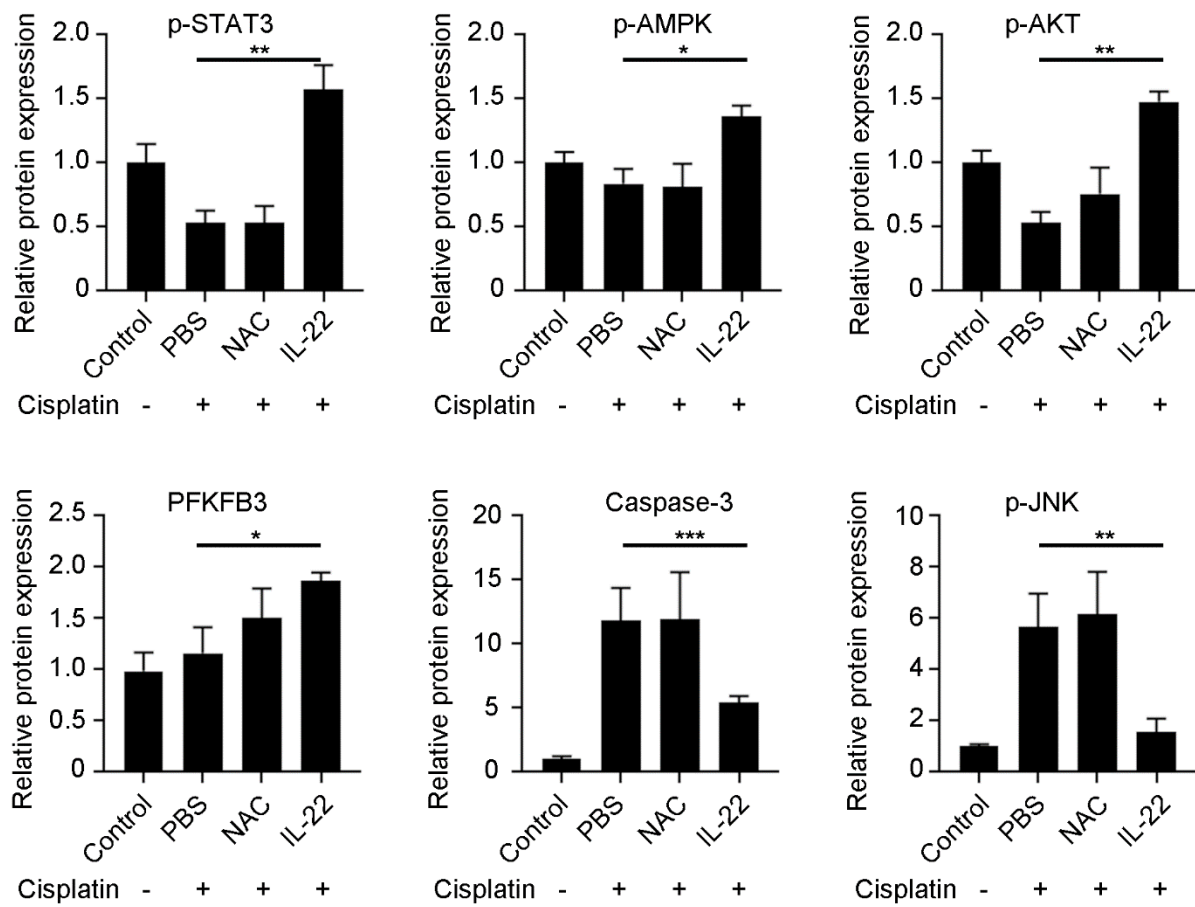 p-STAT3
Relative protein expression
2.0
1.5
1.0
0.5
0
**
Control
PBS
NAC
IL-22
Cisplatin - + + +
p-AMPK
Relative protein expression
2.0
1.5
1.0
0.5
0
*
Control
PBS
NAC
IL-22
Cisplatin - + + +
p-AKT
Relative protein expression
2.0
1.5
1.0
0.5
0
**
Control
PBS
NAC
IL-22
Cisplatin - + + +
PFKFB3
Relative protein expression
2.5
2.0
1.5
1.0
0.5
0
*
Control
PBS
NAC
IL-22
Cisplatin - + + +
Caspase-3
Relative protein expression
20
15
10
5
0
***
Control
PBS
NAC
IL-22
Cisplatin - + + +
p-JNK
Relative protein expression
10
8
6
4
2
0
**
Control
PBS
NAC
IL-22
Cisplatin - + + +